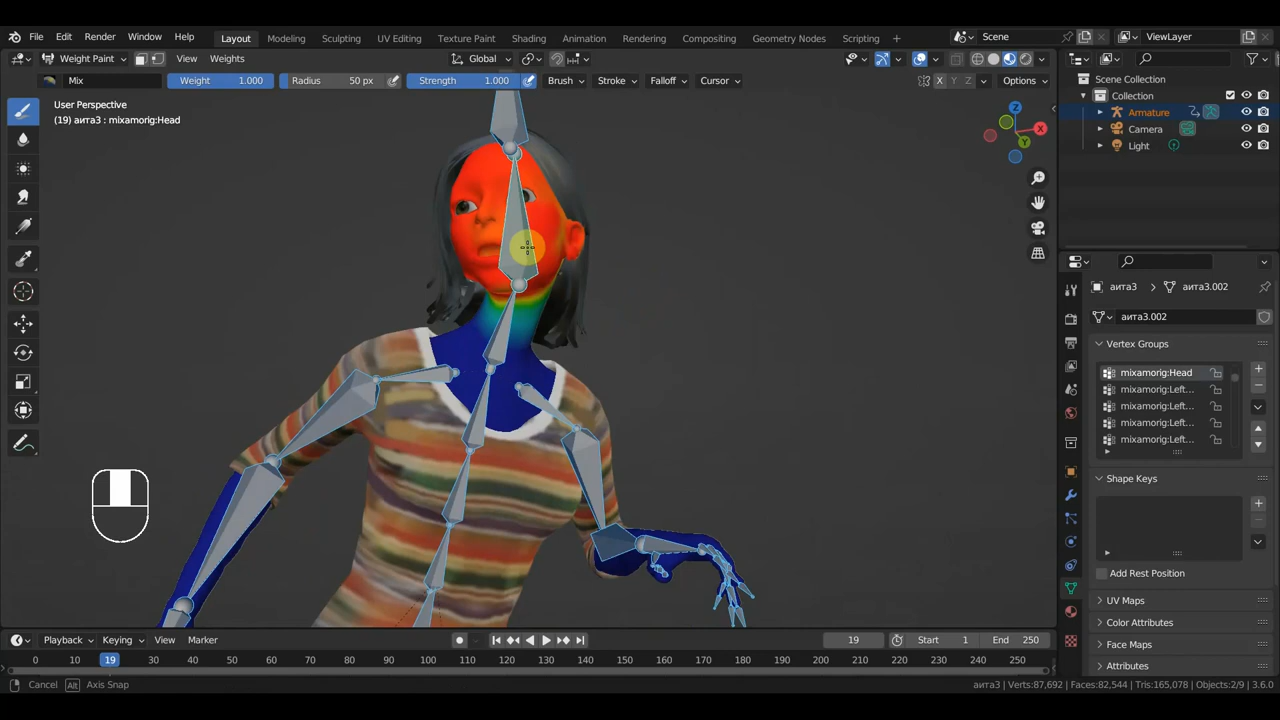 File Edit Render Window Help Layout Modeling Sculpting UV Editing Texture Paint Shading Animation Rendering Compositing Geometry Nodes Scripting + Scene ViewLayer
Weight Paint View Weights Global
Mix Weight 1.000 Radius 50 px Strength 1.000 Brush Stroke Falloff Cursor X Y Z Options
Scene Collection
Collection
Armature
Camera
Light
User Perspective
(19) аита3 : mixamorig:Head
Z
X
Y
аита3 аита3.002
аита3.002
Vertex Groups
mixamorig:Head
mixamorig:Left...
mixamorig:Left...
mixamorig:Left...
mixamorig:Left...
Shape Keys
Add Rest Position
UV Maps
Color Attributes
Face Maps
Attributes
Playback Keying View Marker 19 Start 1 End 250
0 10 19 30 40 50 60 70 80 90 100 110 120 130 140 150 160 170 180 190 200 210 220 230 240 250
Cancel Alt Axis Snap аита3 | Verts:87,692 | Faces:82,544 | Tris:165,078 | Objects:2/9 | 3.6.0